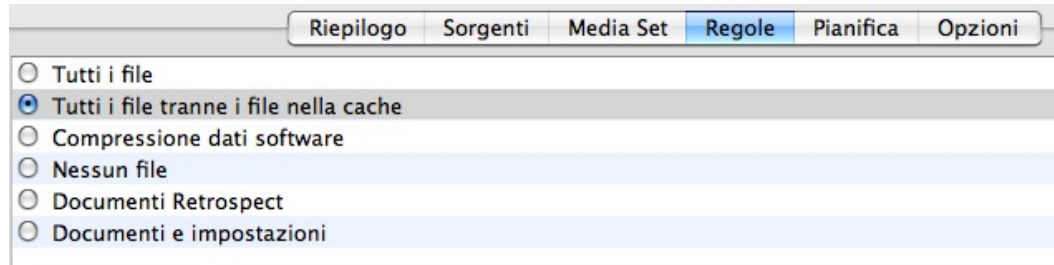 Riepilogo Sorgenti Media Set Regole Pianifica Opzioni
Tutti i file
Tutti i file tranne i file nella cache
Compressione dati software
Nessun file
Documenti Retrospect
Documenti e impostazioni